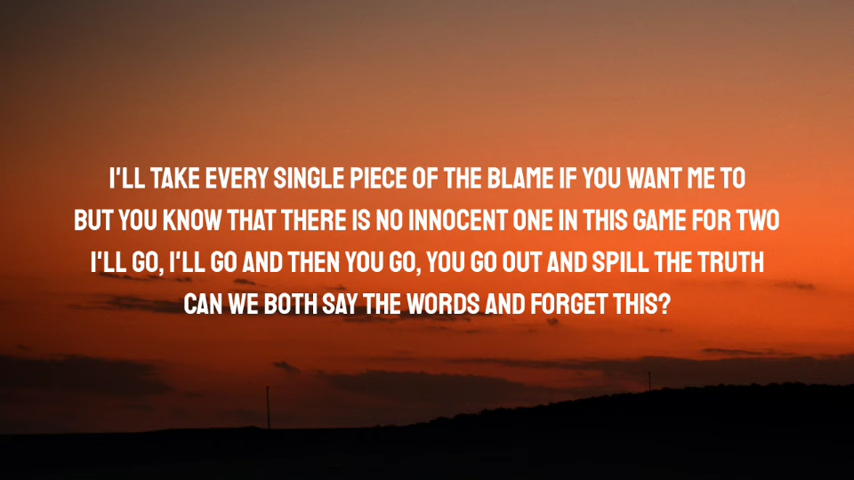 I'LL TAKE EVERY SINGLE PIECE OF THE BLAME IF YOU WANT ME TO
BUT YOU KNOW THAT THERE IS NO INNOCENT ONE IN THIS GAME FOR TWO
I'LL GO, I'LL GO AND THEN YOU GO, YOU GO OUT AND SPILL THE TRUTH
CAN WE BOTH SAY THE WORDS AND FORGET THIS?